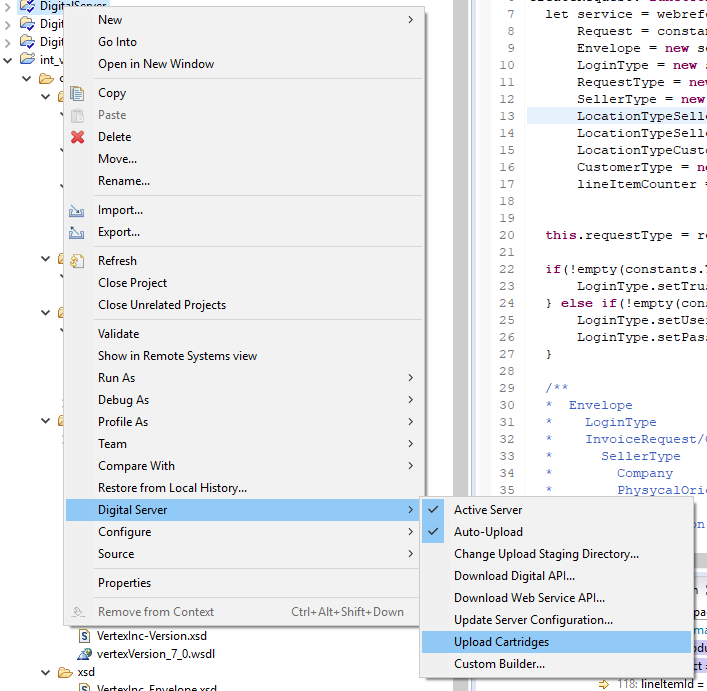 DigitalServer
Digit
Digit
int_v
New
Go Into
Open in New Window
Copy
Paste
Delete
Move...
Rename...
Import...
Export...
Refresh
Close Project
Close Unrelated Projects
Validate
Show in Remote Systems view
Run As
Debug As
Profile As
Team
Compare With
Restore from Local History...
Digital Server
Configure
Source
Properties
Remove from Context Ctrl+Alt+Shift+Down
VertexInc-Version.xsd
vertexVersion_7_0.wsdl
xsd
VertexInc_Envelope.xsd
Active Server
Auto-Upload
Change Upload Staging Directory...
Download Digital API...
Download Web Service API...
Update Server Configuration...
Upload Cartridges
Custom Builder...
7 let service = webrefe
8 Request = constan
9 Envelope = new se
10 LoginType = new s
11 RequestType = new
12 SellerType = new
13 LocationTypeSelle
14 LocationTypeSelle
15 LocationTypeCusto
16 CustomerType = ne
17 lineItemCounter =
18
19
20 this.requestType = re
21
22 if(!empty(constants.T
23 LoginType.setTrus
24 } else if(!empty(cons
25 LoginType.setUser
26 LoginType.setPass
27 }
28
29 /**
30 * Envelope
31 * LoginType
32 * InvoiceRequest/Q
33 * SellerType
34 * Company
35 * PhysycalOri
118: lineItemId =